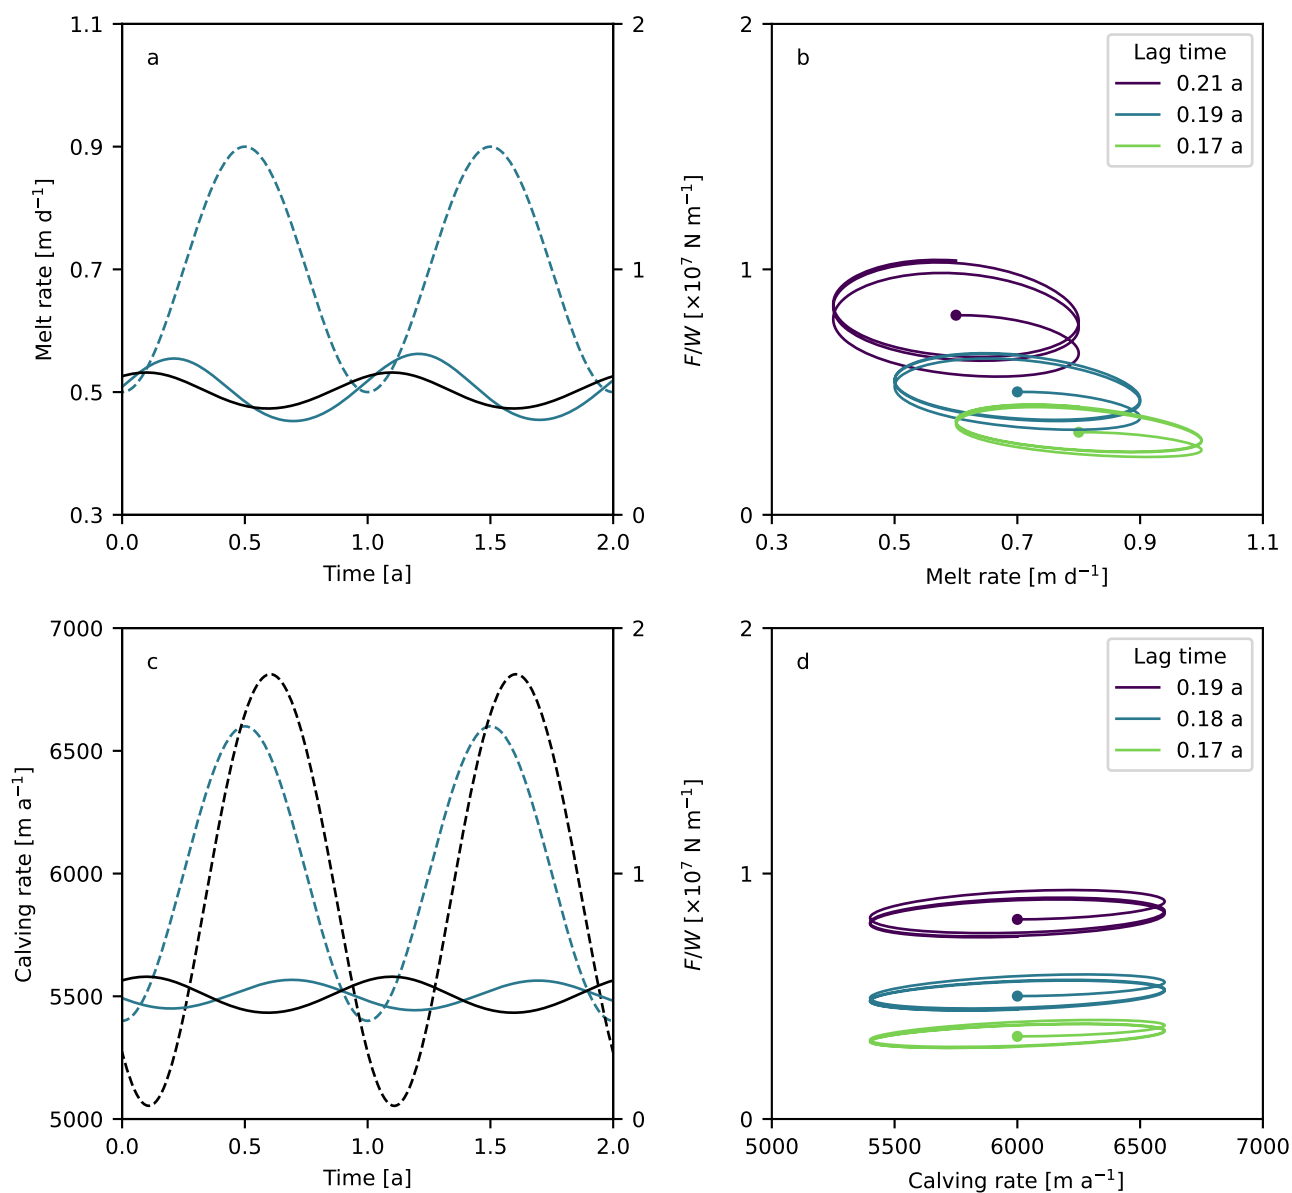 a
1.1
0.9
0.7
0.5
0.3
Melt rate [m d⁻¹]
2
1
0
F/W [×10⁷ N m⁻¹]
0.0 0.5 1.0 1.5 2.0
Time [a]
b
Lag time
0.21 a
0.19 a
0.17 a
2
1
0
0.3 0.5 0.7 0.9 1.1
Melt rate [m d⁻¹]
c
7000
6500
6000
5500
5000
Calving rate [m a⁻¹]
2
1
0
F/W [×10⁷ N m⁻¹]
0.0 0.5 1.0 1.5 2.0
Time [a]
d
Lag time
0.19 a
0.18 a
0.17 a
2
1
0
5000 5500 6000 6500 7000
Calving rate [m a⁻¹]